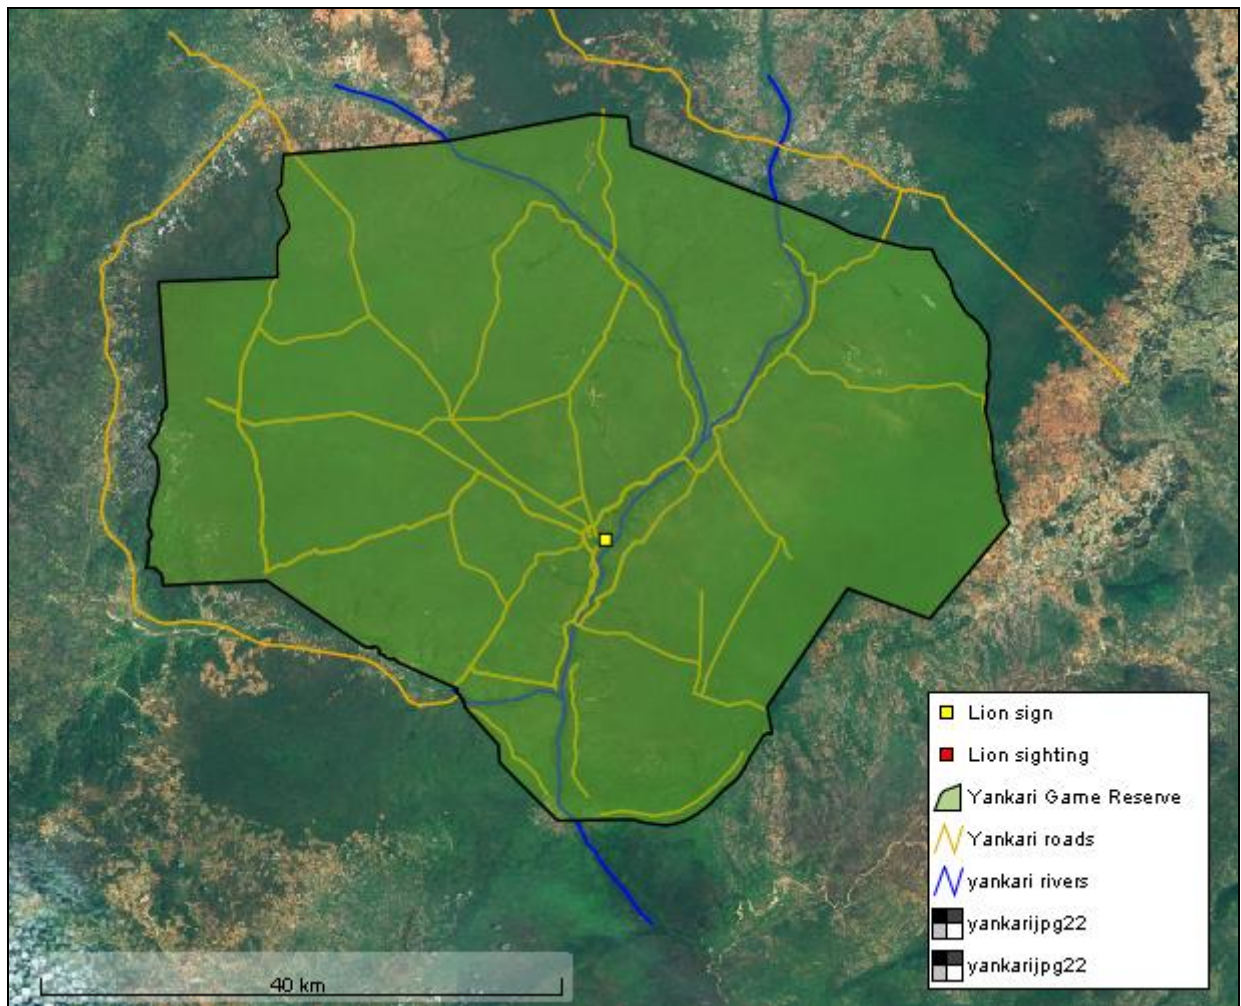 Lion sign
Lion sighting
Yankari Game Reserve
Yankari roads
yankari rivers
yankarijpg22
yankarijpg22
40 km